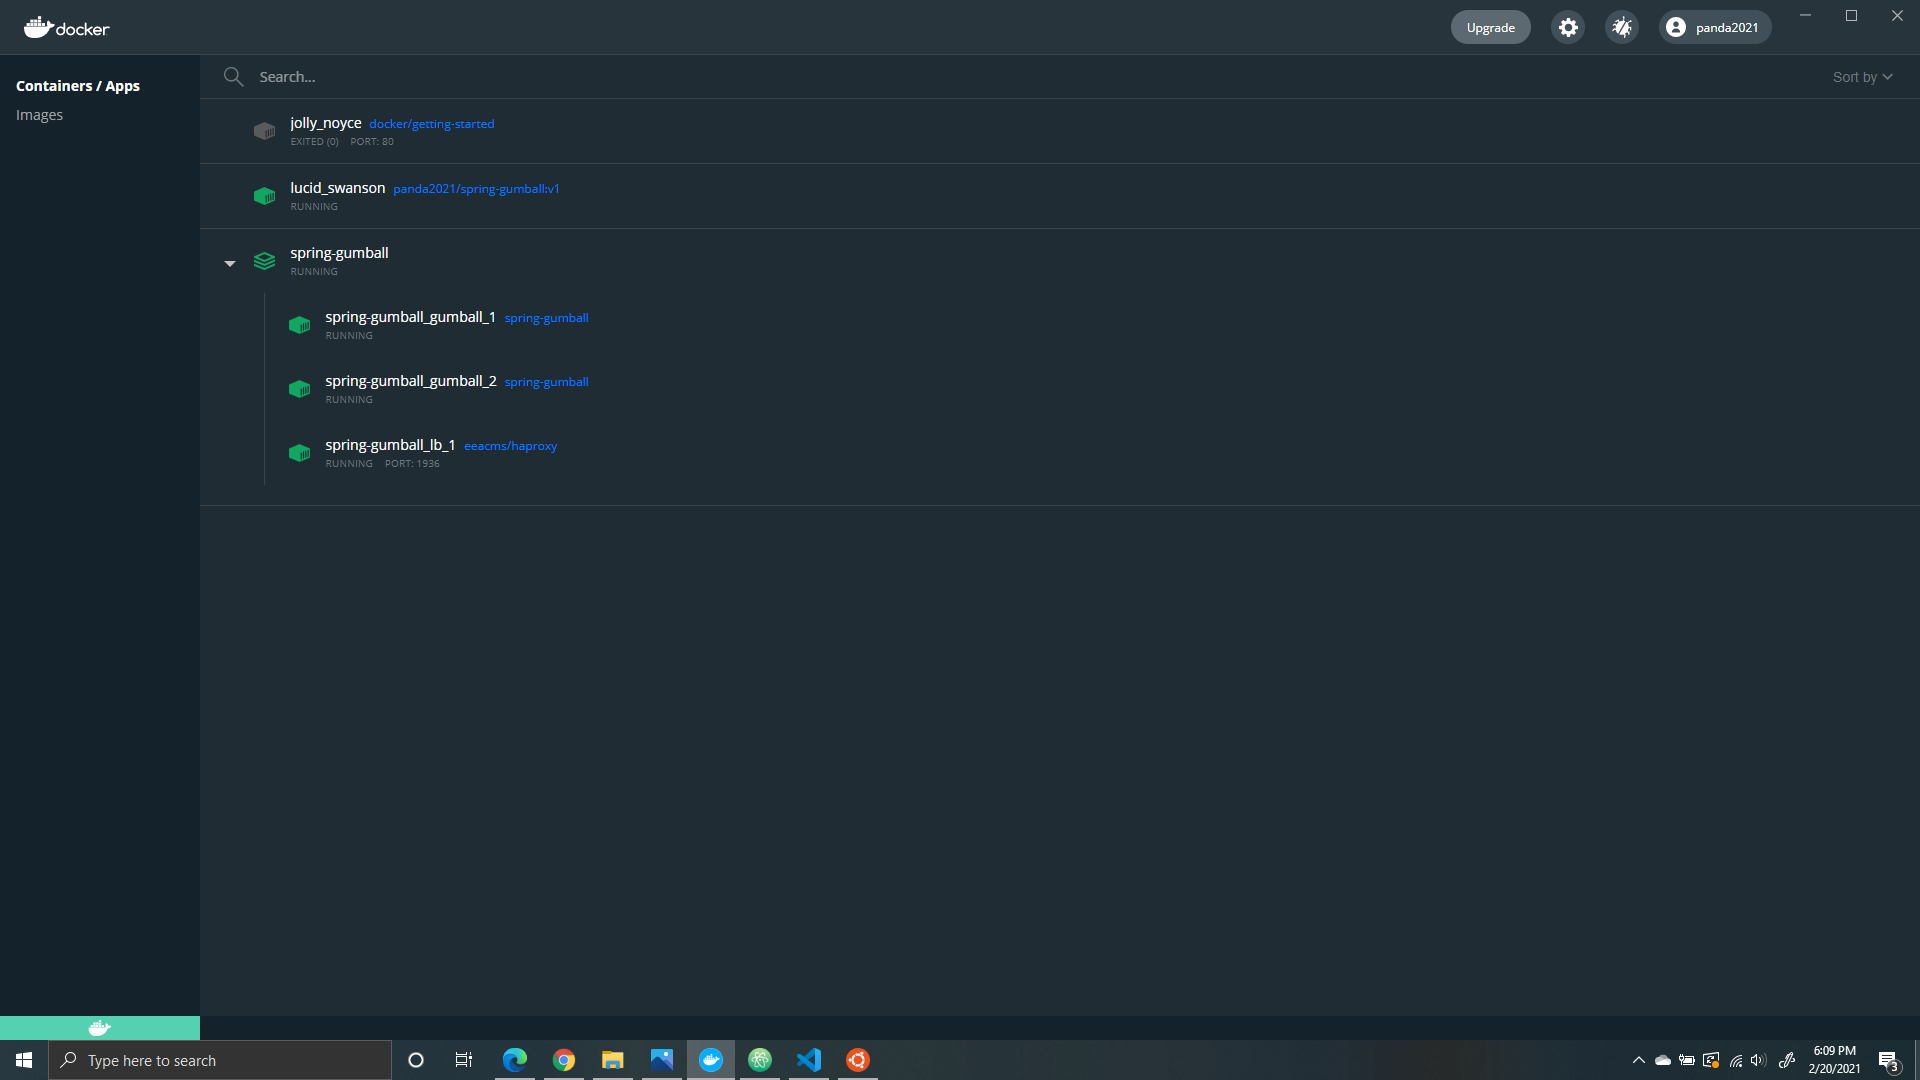 docker
Upgrade
panda2021
Containers / Apps
Images
Search...
Sort by
jolly_noyce docker/getting-started
EXITED (0) PORT: 80
lucid_swanson panda2021/spring-gumball:v1
RUNNING
spring-gumball
RUNNING
spring-gumball_gumball_1 spring-gumball
RUNNING
spring-gumball_gumball_2 spring-gumball
RUNNING
spring-gumball_lb_1 eeacms/haproxy
RUNNING PORT: 1936
Type here to search
6:09 PM
2/20/2021
3